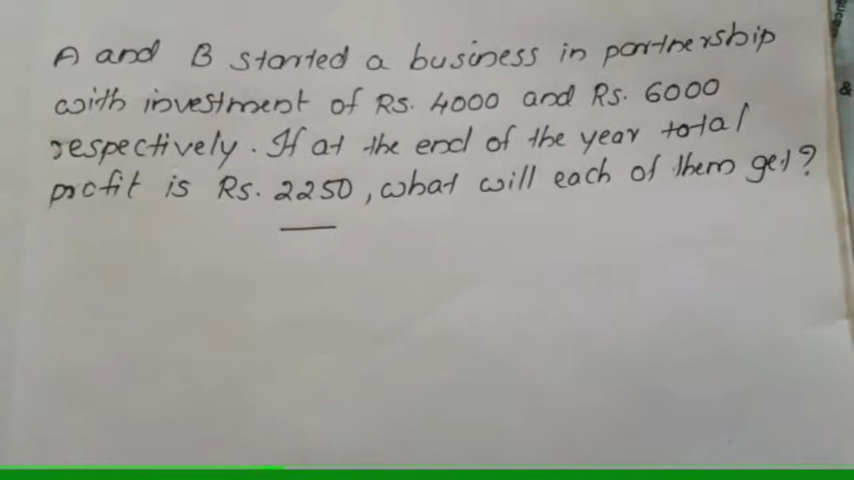 A and B started a business in partnership
with investment of Rs. 4000 and Rs. 6000
respectively. If at the end of the year total
profit is Rs. 2250, what will each of them get?
&